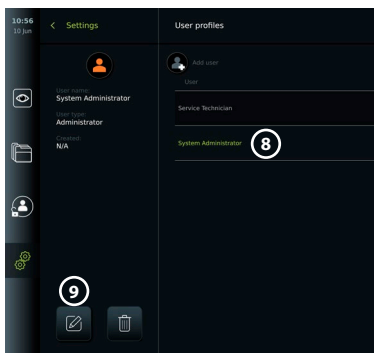 10:56
10 Jun
Settings
User name:
System Administrator
User type:
Administrator
Created:
N/A
9
User profiles
Add user
User
Service Technician
System Administrator
8